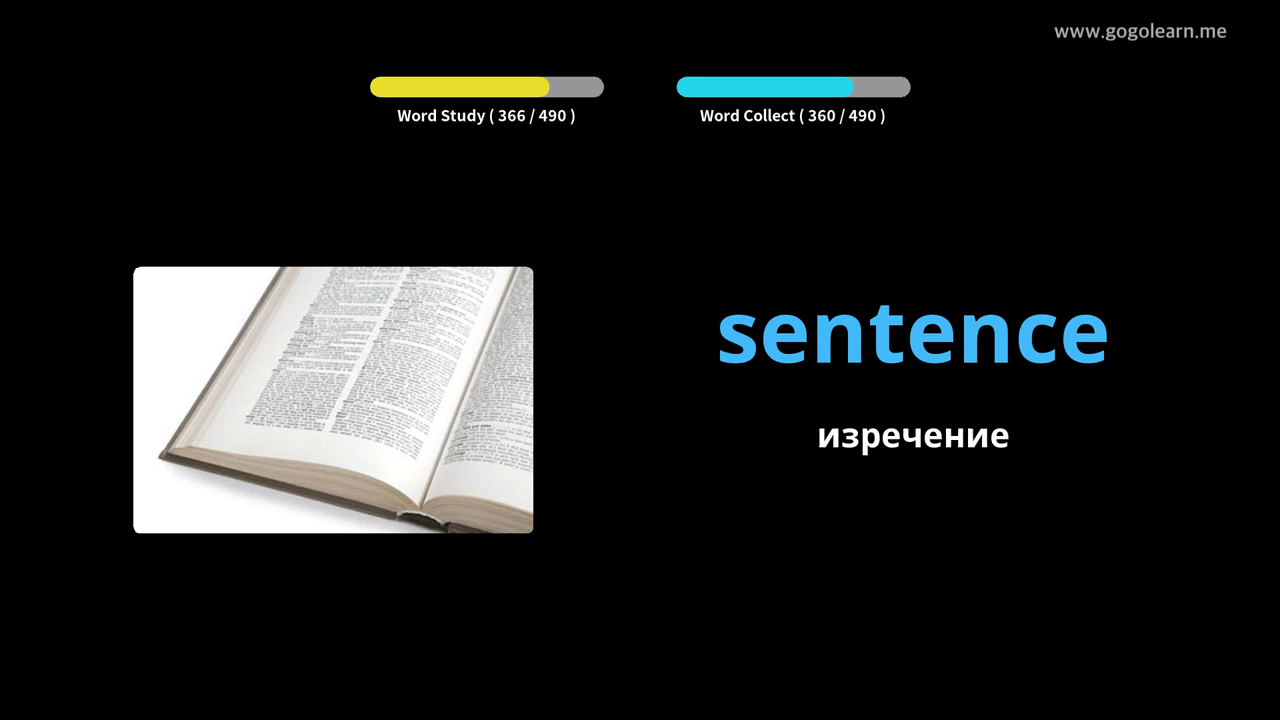 www.gogolearn.me
Word Study ( 366 / 490 )
Word Collect ( 360 / 490 )
sentence
изречение